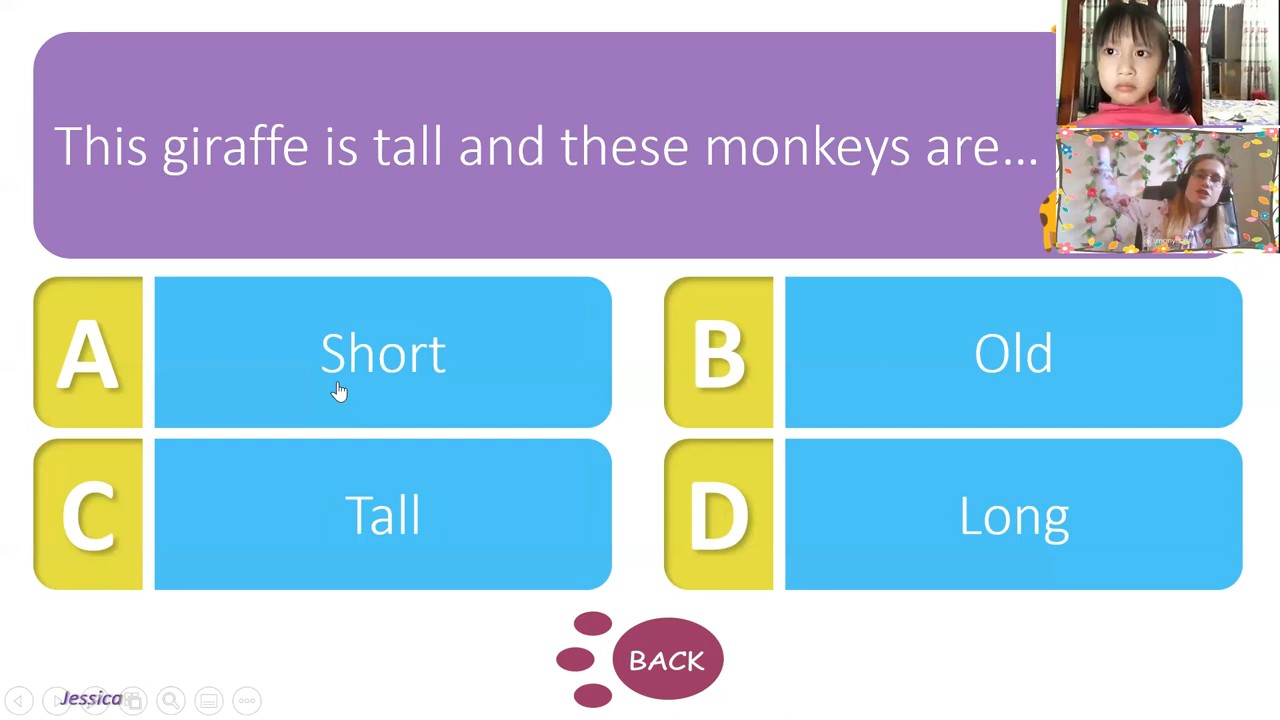 This giraffe is tall and these monkeys are...
A
Short
B
Old
C
Tall
D
Long
BACK
Jessica